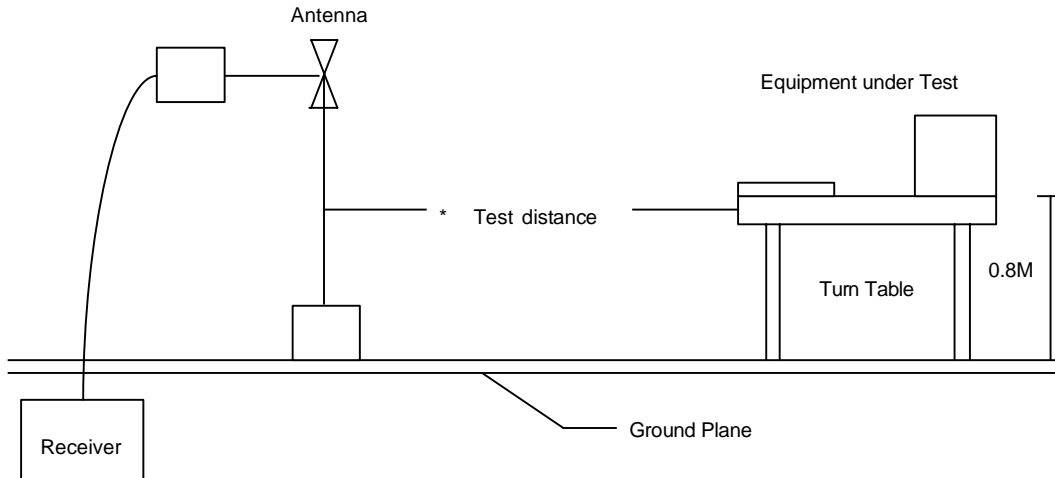 Antenna
Equipment under Test
* Test distance
0.8M
Turn Table
Ground Plane
Receiver